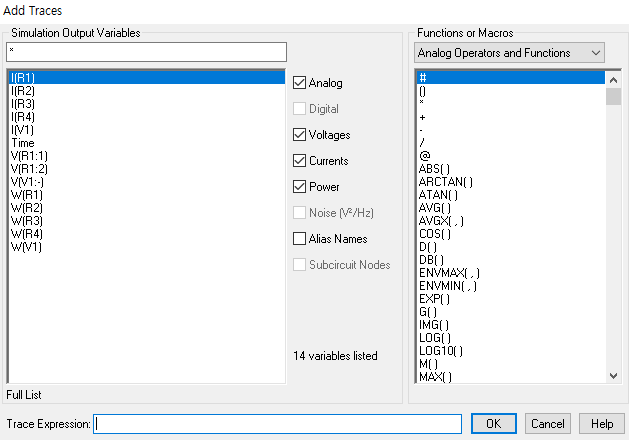 Add Traces
Simulation Output Variables
*
I(R1)
I(R2)
I(R3)
I(R4)
I(V1)
Time
V(R1:1)
V(R1:2)
V(V1:-)
W(R1)
W(R2)
W(R3)
W(R4)
W(V1)
Full List
Analog
Digital
Voltages
Currents
Power
Noise (V²/Hz)
Alias Names
Subcircuit Nodes
14 variables listed
Functions or Macros
Analog Operators and Functions
#
()
*
+
-
/
@
ABS( )
ARCTAN( )
ATAN( )
AVG( )
AVGX( , )
COS( )
D( )
DB( )
ENVMAX( , )
ENVMIN( , )
EXP( )
G( )
IMG( )
LOG( )
LOG10( )
M( )
MAX( )
Trace Expression:
OK
Cancel
Help